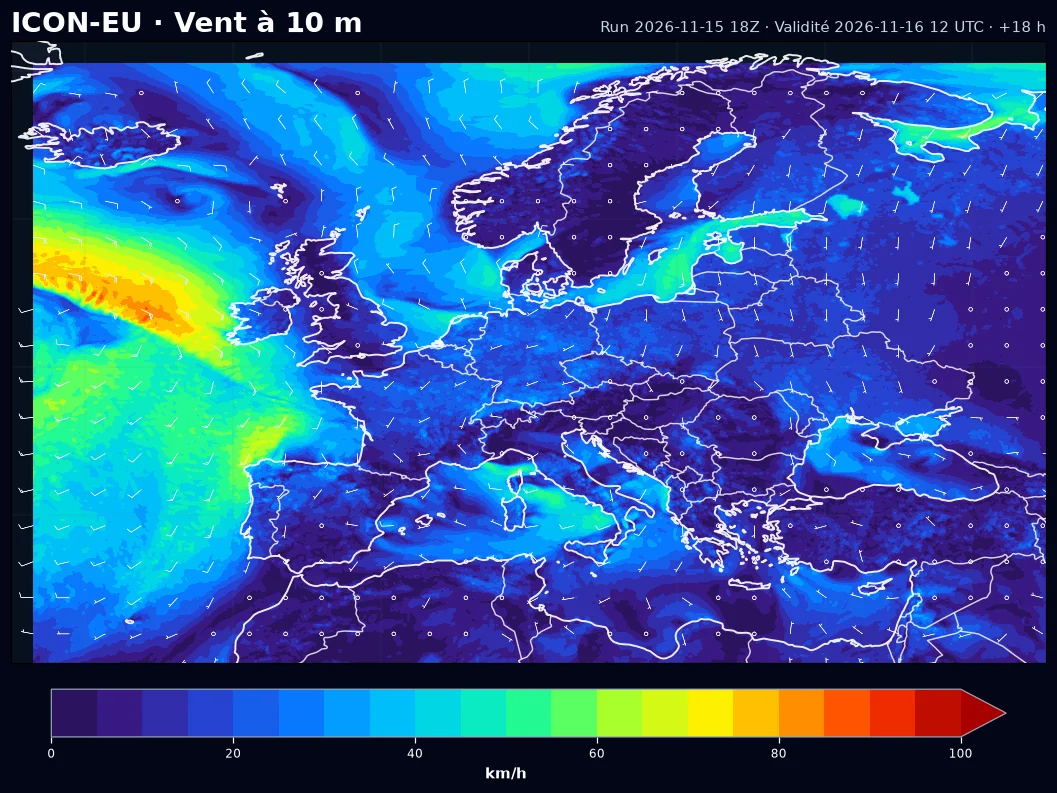 ICON-EU · Vent à 10 m
Run 2026-11-15 18Z · Validité 2026-11-16 12 UTC · +18 h
0 20 40 60 80 100
km/h